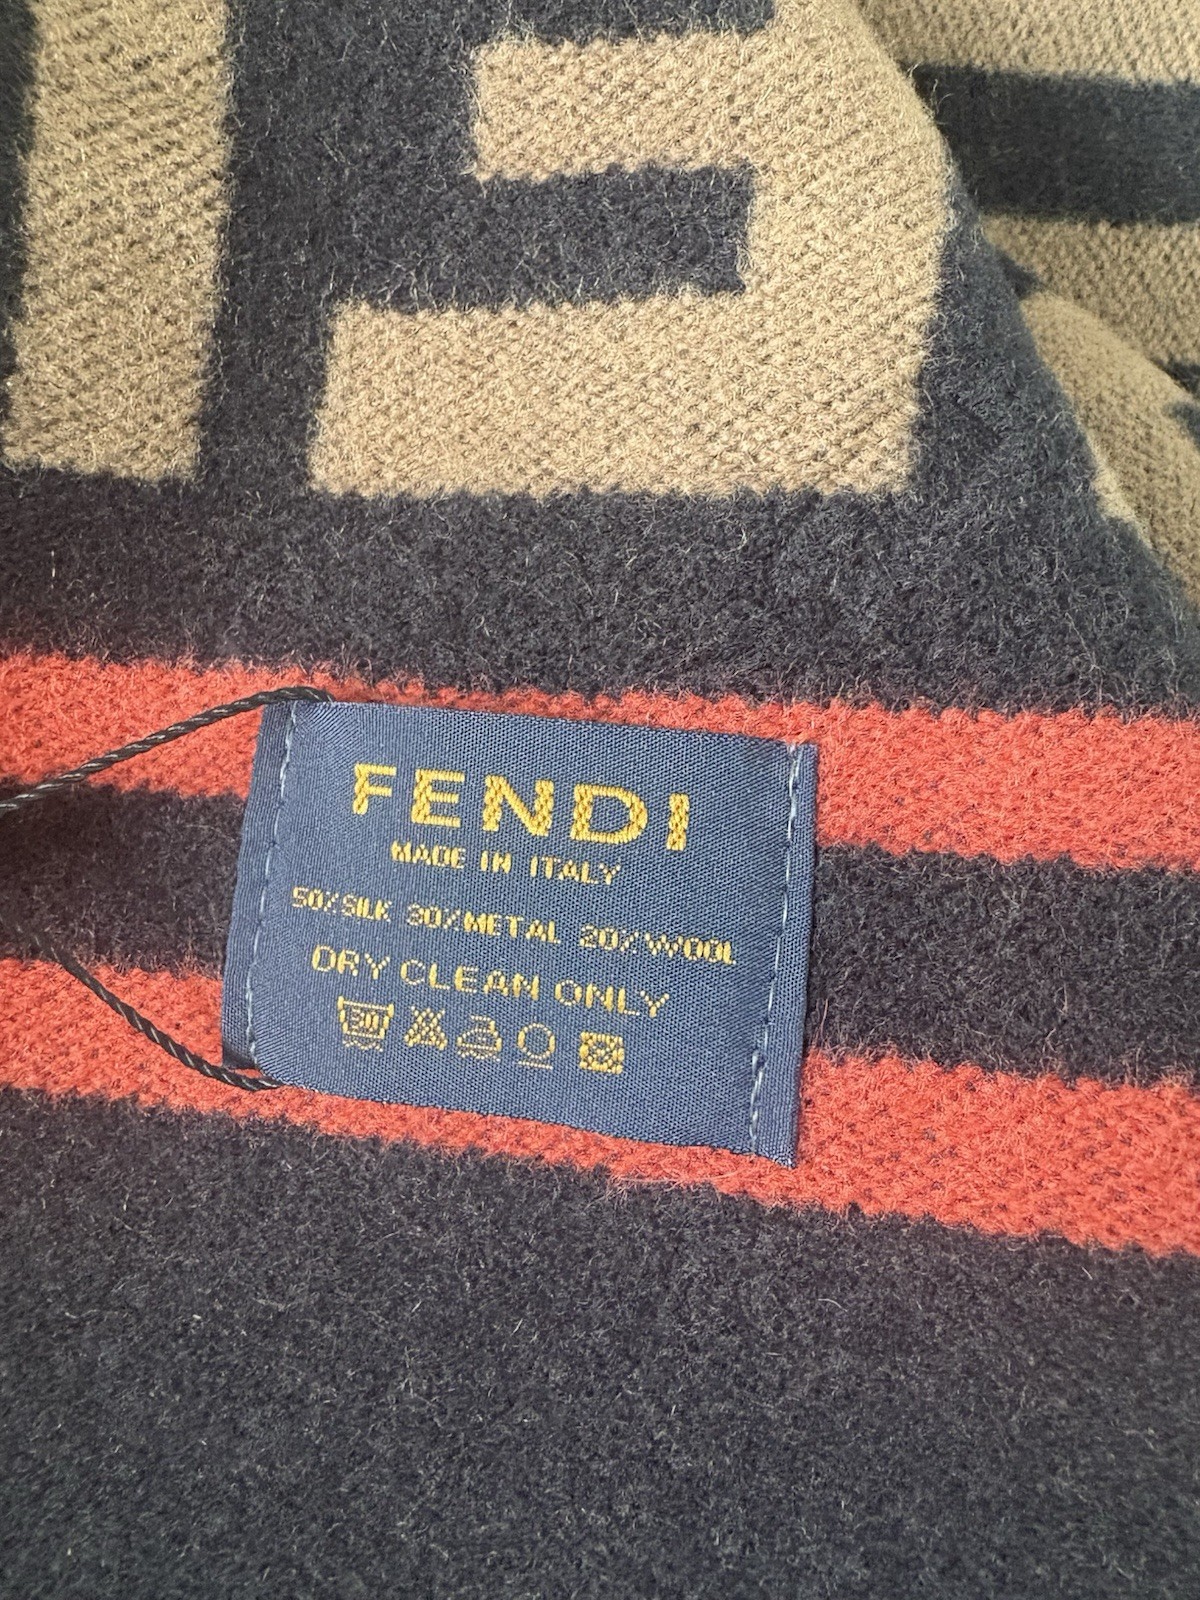 FENDI
MADE IN ITALY
50%SILK 30%METAL 20%WOOL
DRY CLEAN ONLY